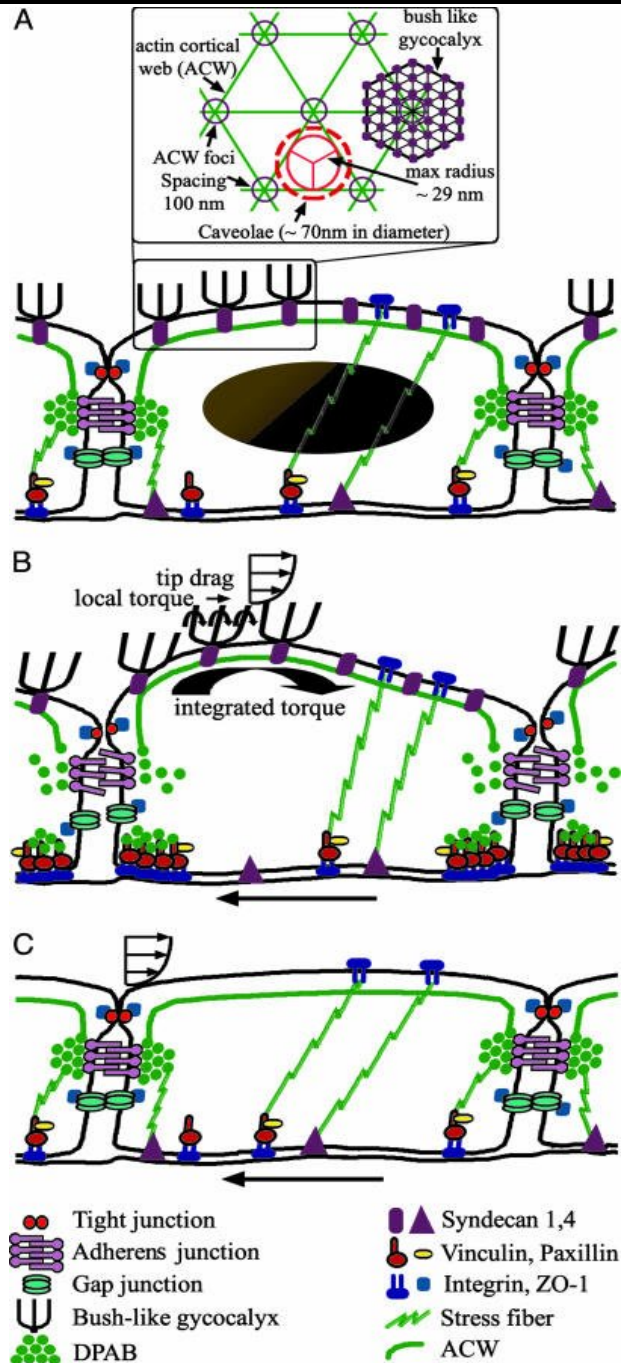 A
actin cortical
web (ACW)
bush like
gycocalyx
ACW foci
Spacing
100 nm
max radius
~ 29 nm
Caveolae (~ 70nm in diameter)
B
tip drag
local torque
integrated torque
C
Tight junction
Adherens junction
Gap junction
Bush-like gycocalyx
DPAB
Syndecan 1,4
Vinculin, Paxillin
Integrin, ZO-1
Stress fiber
ACW